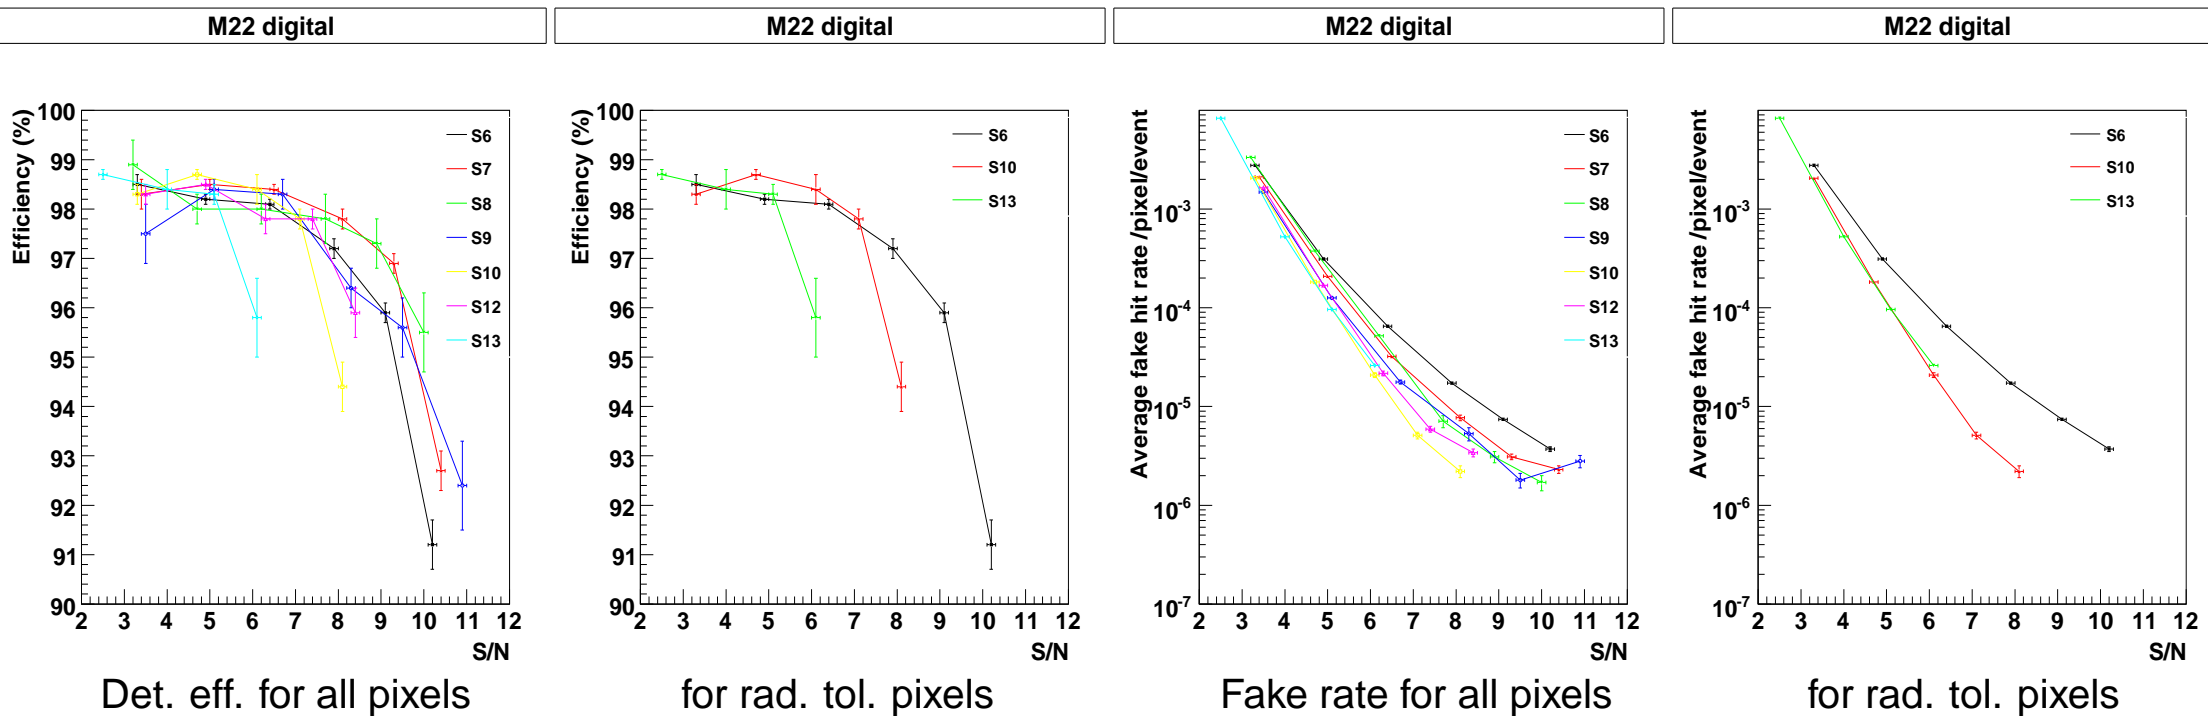 M22 digital
Efficiency (%)
100
99
98
97
96
95
94
93
92
91
90
2 3 4 5 6 7 8 9 10 11 12
S/N
S6
S7
S8
S9
S10
S12
S13
Det. eff. for all pixels
M22 digital
Efficiency (%)
100
99
98
97
96
95
94
93
92
91
90
2 3 4 5 6 7 8 9 10 11 12
S/N
S6
S10
S13
for rad. tol. pixels
M22 digital
Average fake hit rate /pixel/event
10-3
10-4
10-5
10-6
10-7
2 3 4 5 6 7 8 9 10 11 12
S/N
S6
S7
S8
S9
S10
S12
S13
Fake rate for all pixels
M22 digital
Average fake hit rate /pixel/event
10-3
10-4
10-5
10-6
10-7
2 3 4 5 6 7 8 9 10 11 12
S/N
S6
S10
S13
for rad. tol. pixels